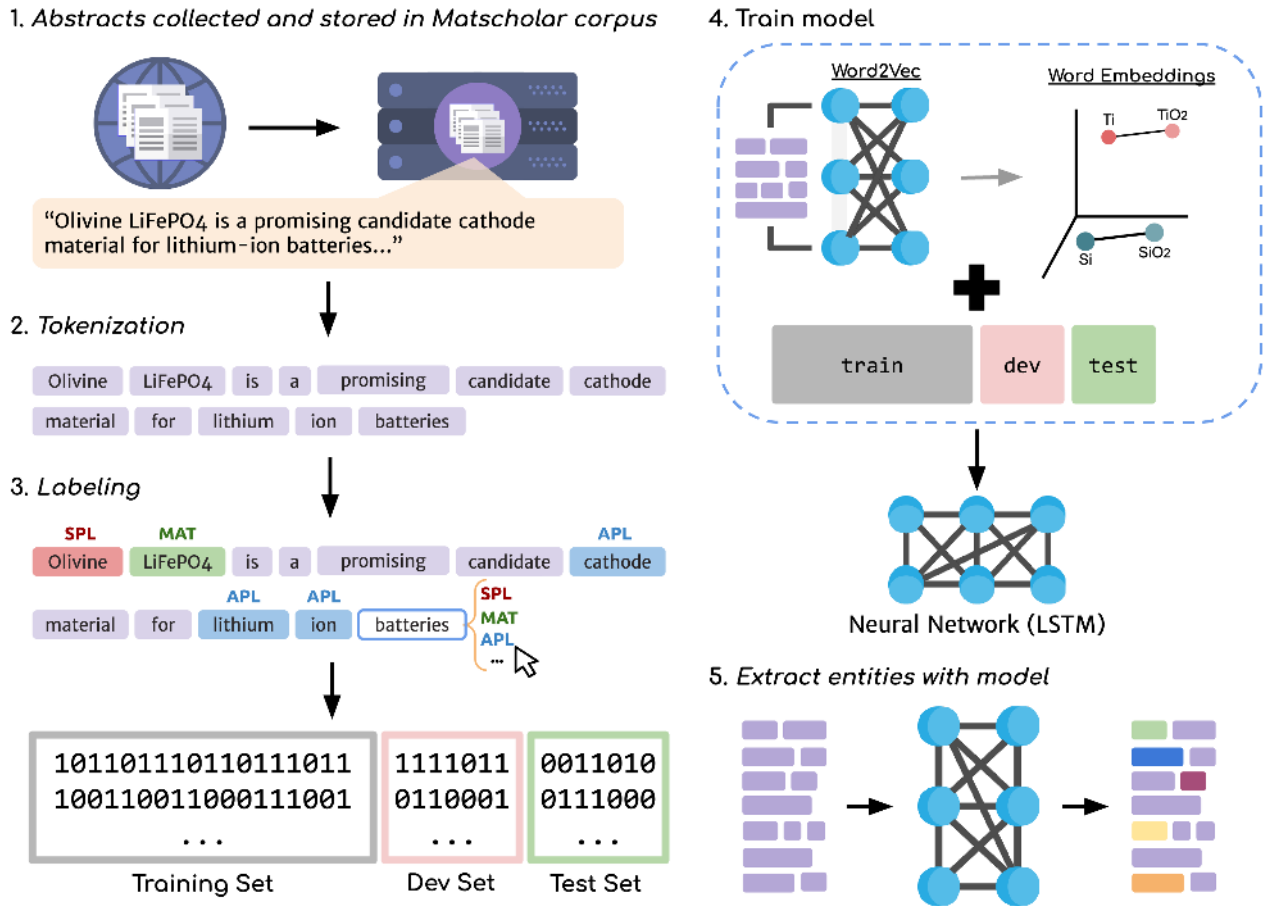 1. Abstracts collected and stored in Matscholar corpus
“Olivine LiFePO4 is a promising candidate cathode
material for lithium-ion batteries...”
2. Tokenization
Olivine LiFePO4 is a promising candidate cathode
material for lithium ion batteries
3. Labeling
SPL MAT APL
Olivine LiFePO4 is a promising candidate cathode
APL APL
material for lithium ion batteries
SPL
MAT
APL
...
101101110110111011 1111011 0011010
100110011000111001 0110001 0111000
... ... ...
Training Set Dev Set Test Set
4. Train model
Word2Vec Word Embeddings
Ti TiO2
Si SiO2
train dev test
Neural Network (LSTM)
5. Extract entities with model